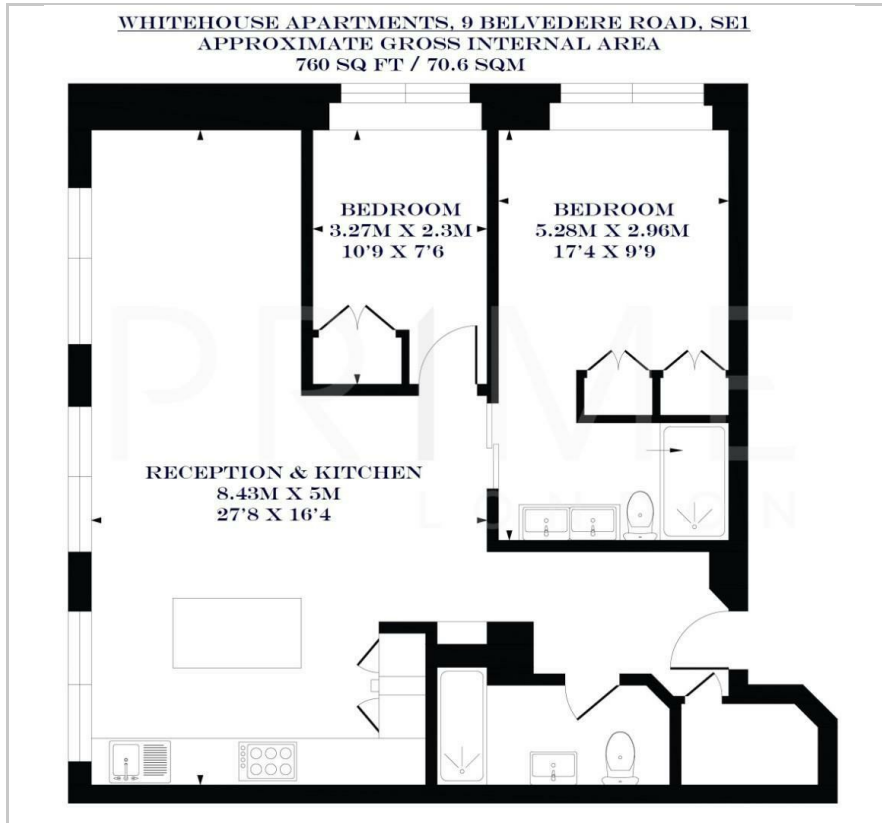 WHITEHOUSE APARTMENTS, 9 BELVEDERE ROAD, SE1
APPROXIMATE GROSS INTERNAL AREA
760 SQ FT / 70.6 SQM
BEDROOM
3.27M X 2.3M
10'9 X 7'6
BEDROOM
5.28M X 2.96M
17'4 X 9'9
PRIME
LONDON
RECEPTION & KITCHEN
8.43M X 5M
27'8 X 16'4